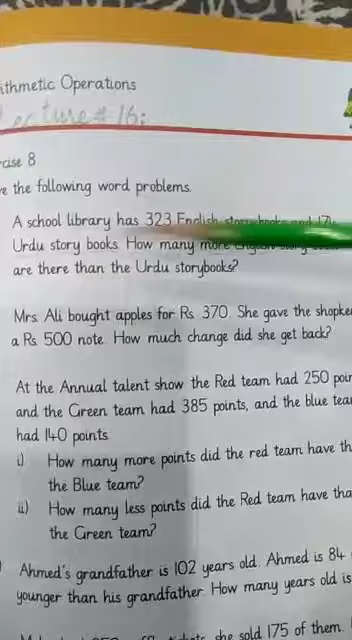 ithmetic Operations
Lecture # 16:
cise 8
e the following word problems.
A school library has 323 English story books and 17
Urdu story books. How many more English story
are there than the Urdu storybooks?
Mrs. Ali bought apples for Rs. 370. She gave the shopke
a Rs. 500 note. How much change did she get back?
At the Annual talent show the Red team had 250 poin
and the Green team had 385 points, and the blue tea
had 140 points.
i) How many more points did the red team have th
the Blue team?
ii) How many less points did the Red team have tha
the Green team?
Ahmed's grandfather is 102 years old. Ahmed is 84
younger than his grandfather. How many years old is
she sold 175 of them.